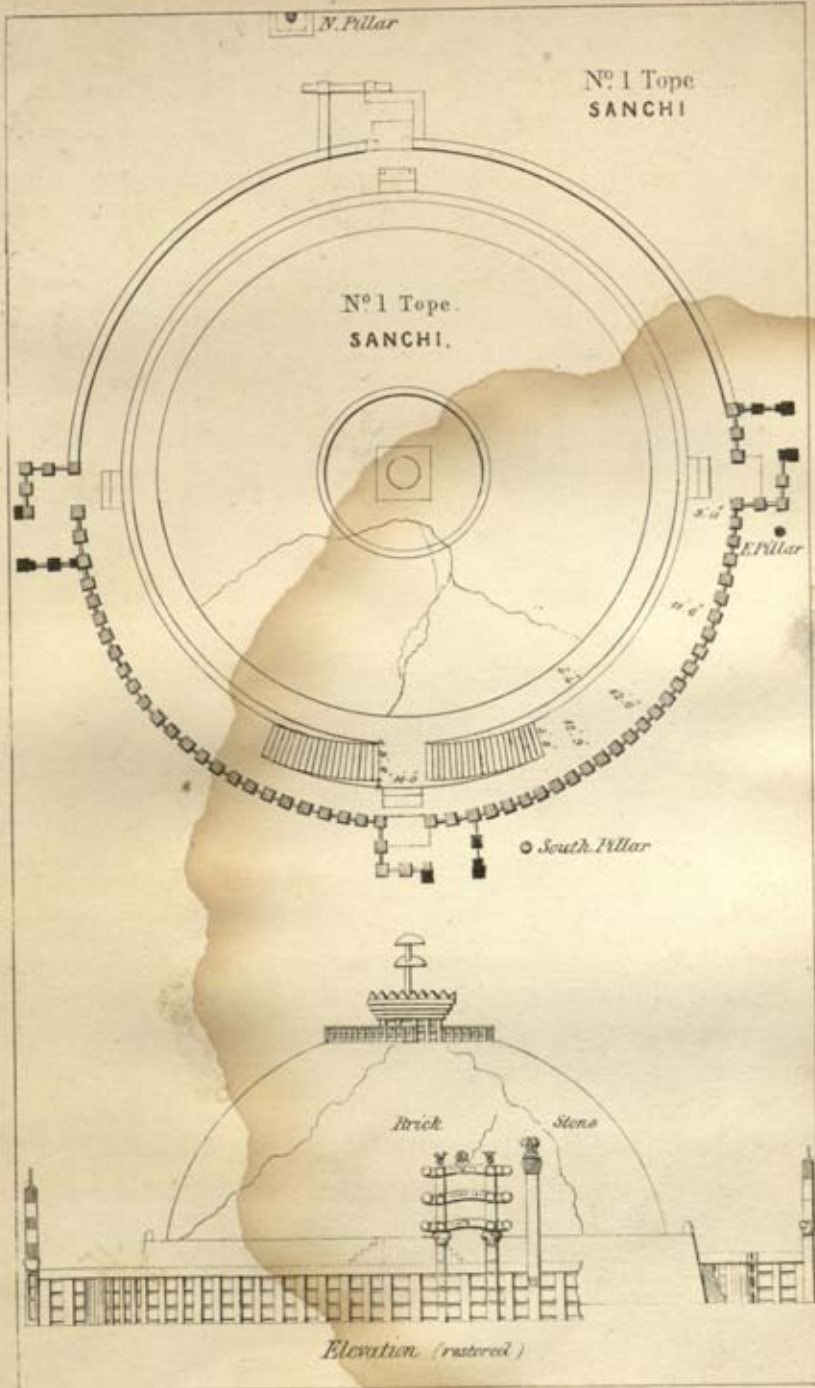 N. Pillar
Nº. 1 Tope
SANCHI
Nº. 1 Tope.
SANCHI.
E. Pillar
South. Pillar
Brick
Stone
Elevation (restored)